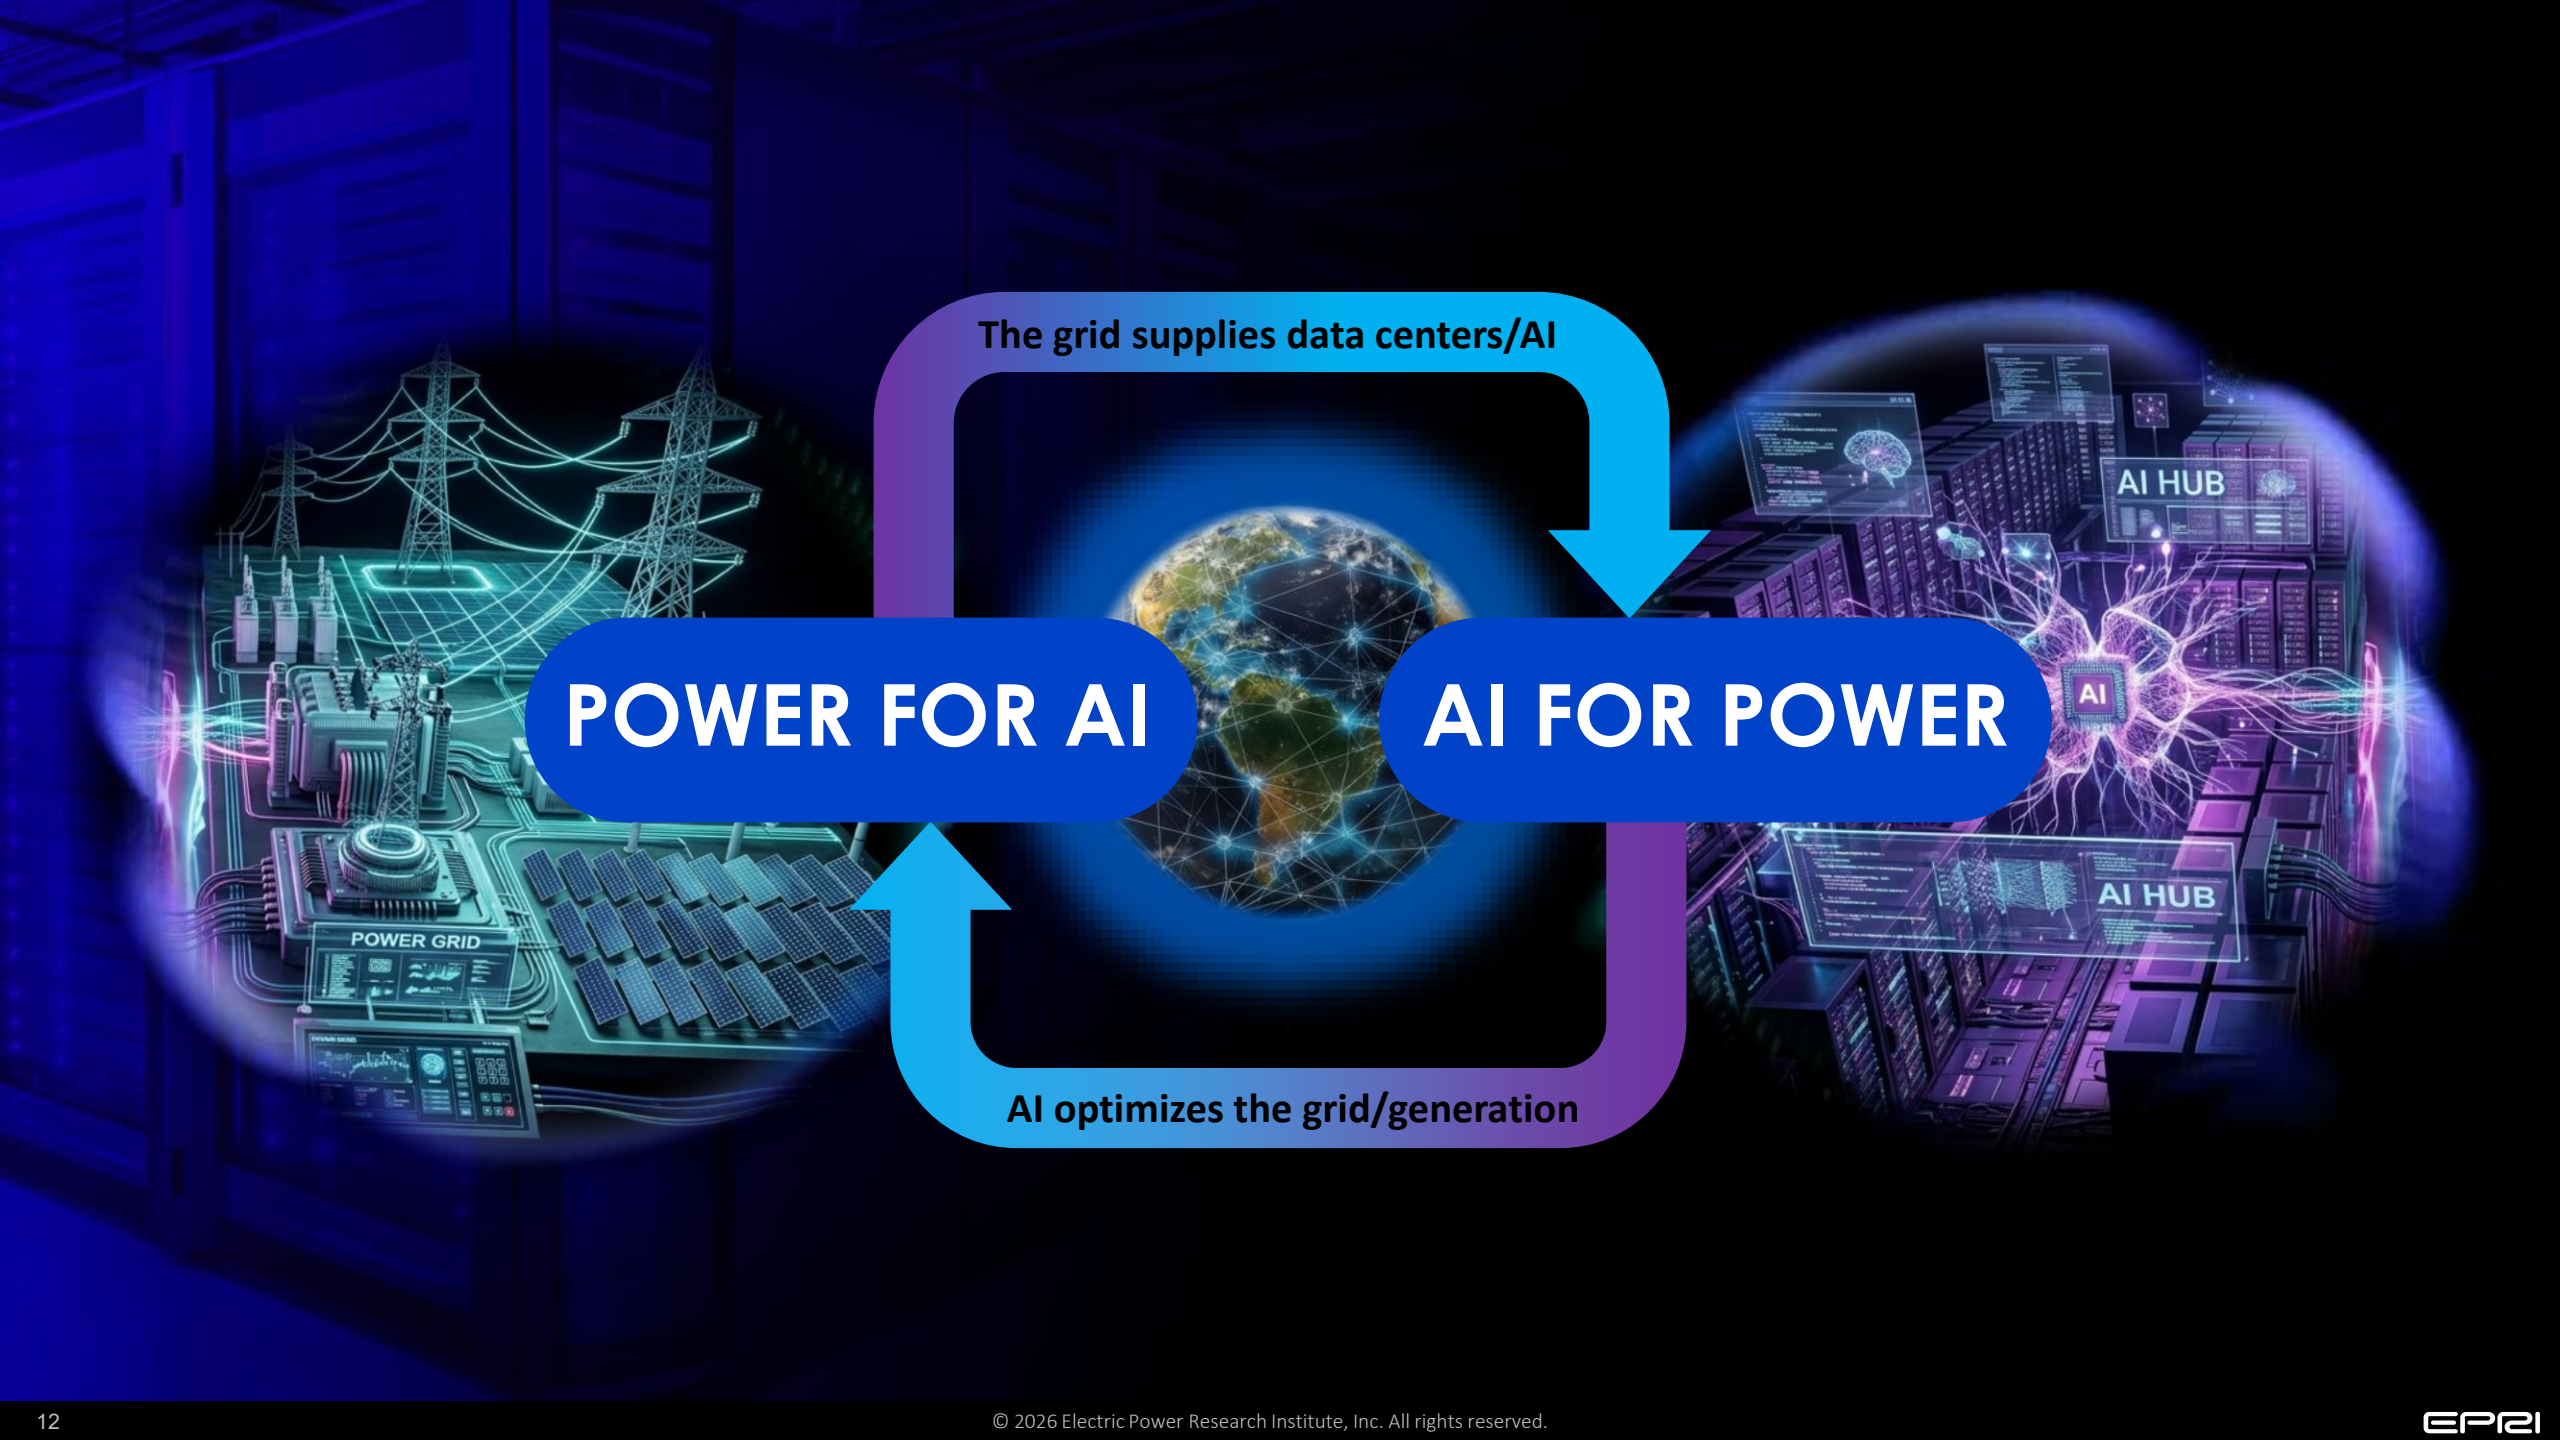 The grid supplies data centers/AI
AI HUB
POWER FOR AI
AI FOR POWER
AI
AI HUB
POWER GRID
AI optimizes the grid/generation
12
© 2026 Electric Power Research Institute, Inc. All rights reserved.
EPRI